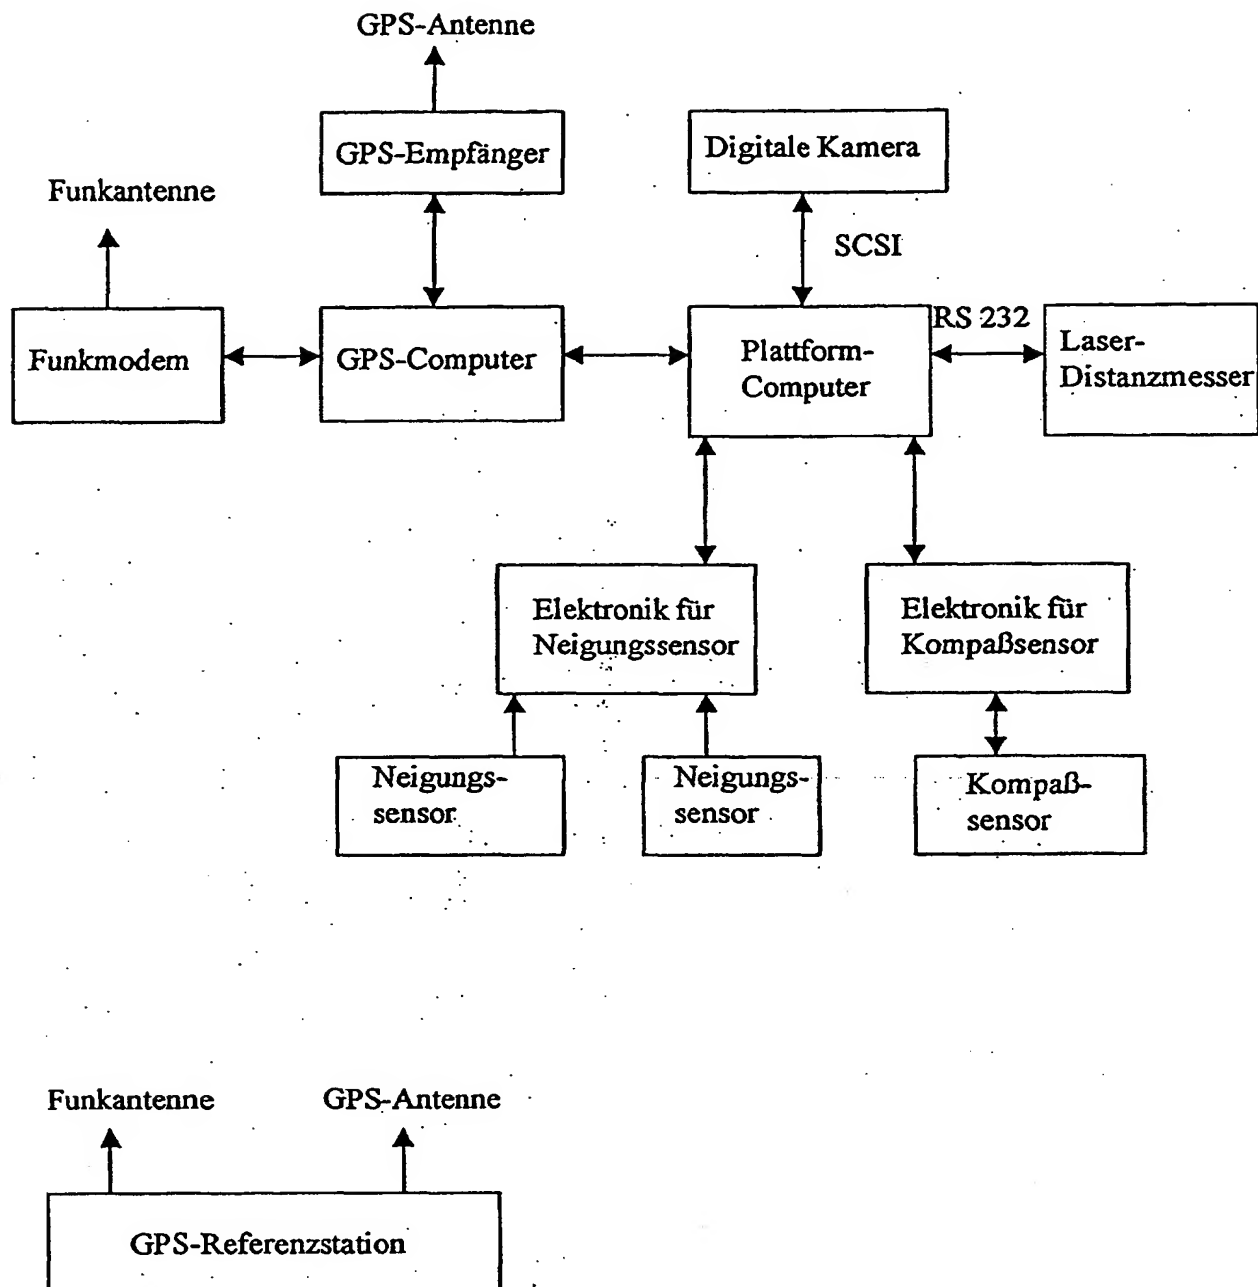 GPS-Antenne
GPS-Empfänger
Digitale Kamera
Funkantenne
SCSI
RS 232
Funkmodem
GPS-Computer
Plattform-
Computer
Laser-
Distanzmesser
Elektronik für
Neigungssensor
Elektronik für
Kompaßsensor
Neigungs-
sensor
Neigungs-
sensor
Kompaß-
sensor
Funkantenne
GPS-Antenne
GPS-Referenzstation